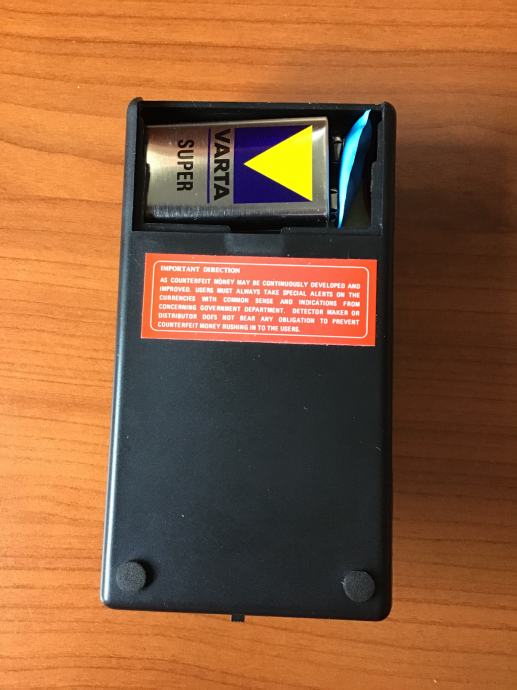 VARTA
SUPER
IMPORTANT DIRECTION
AS COUNTERFEIT MONEY MAY BE CONTINUOUSLY DEVELOPED AND
IMPROVED. USERS MUST ALWAYS TAKE SPECIAL ALERTS ON THE
CURRENCIES WITH COMMON SENSE AND INDICATIONS FROM
CONCERNING GOVERNMENT DEPARTMENT. DETECTOR MAKER OR
DISTRIBUTOR DOES NOT BEAR ANY OBLIGATION TO PREVENT
COUNTERFEIT MONEY RUSHING IN TO THE USERS.